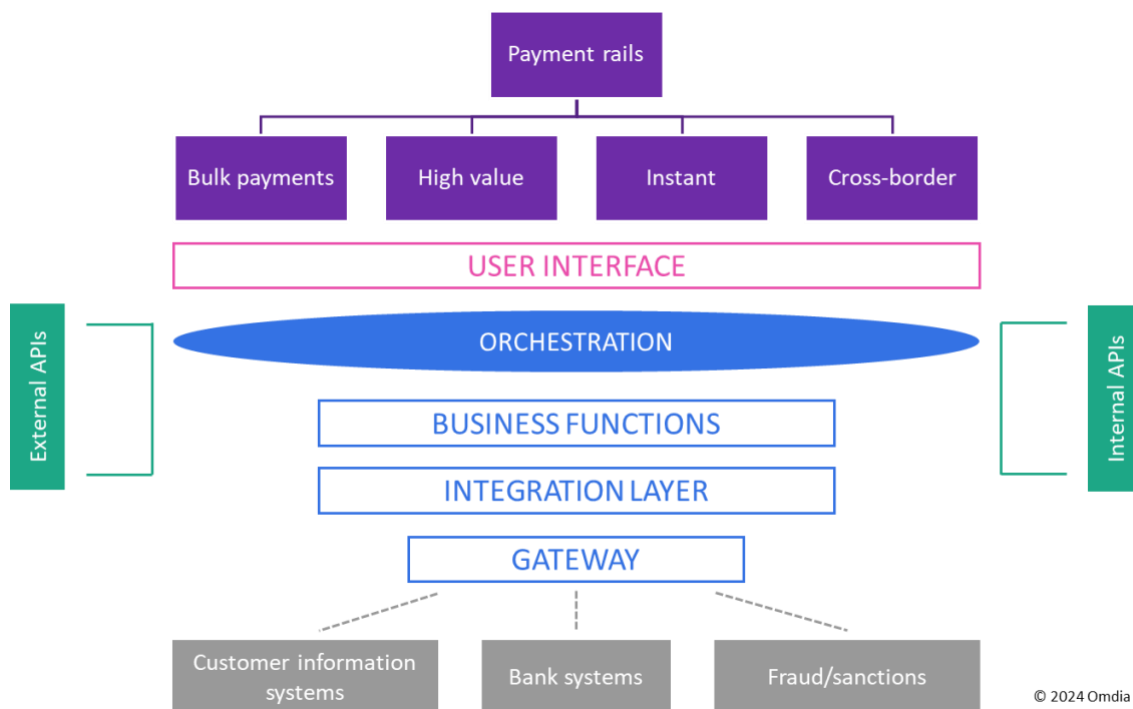 Payment rails
Bulk payments
High value
Instant
Cross-border
USER INTERFACE
External APIs
ORCHESTRATION
Internal APIs
BUSINESS FUNCTIONS
INTEGRATION LAYER
GATEWAY
Customer information
systems
Bank systems
Fraud/sanctions
© 2024 Omdia